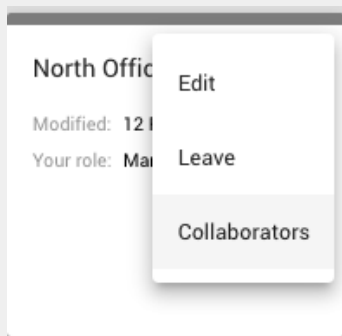 North Offic
Edit
Modified: 12
Leave
Your role: Ma
Collaborators